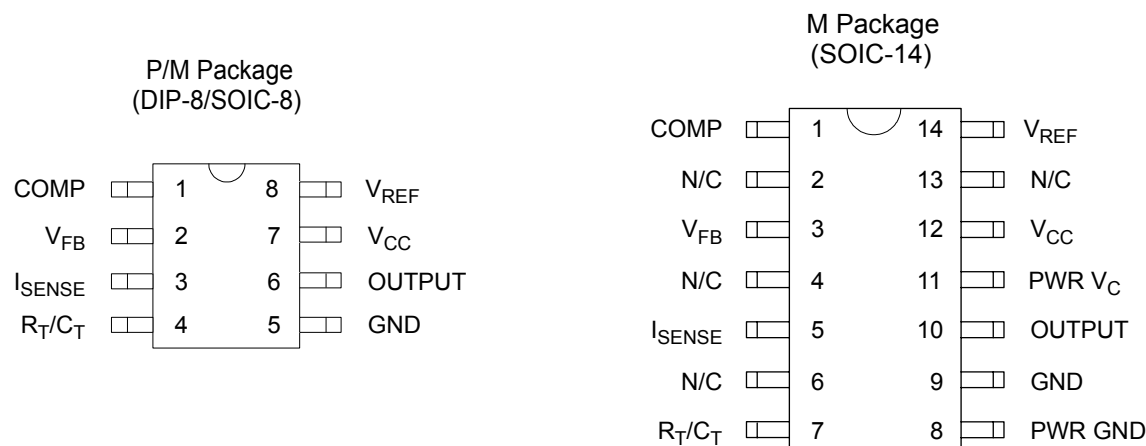 P/M Package
(DIP-8/SOIC-8)
COMP 1 8 VREF
VFB 2 7 VCC
ISENSE 3 6 OUTPUT
RT/CT 4 5 GND
M Package
(SOIC-14)
COMP 1 14 VREF
N/C 2 13 N/C
VFB 3 12 VCC
N/C 4 11 PWR VC
ISENSE 5 10 OUTPUT
N/C 6 9 GND
RT/CT 7 8 PWR GND